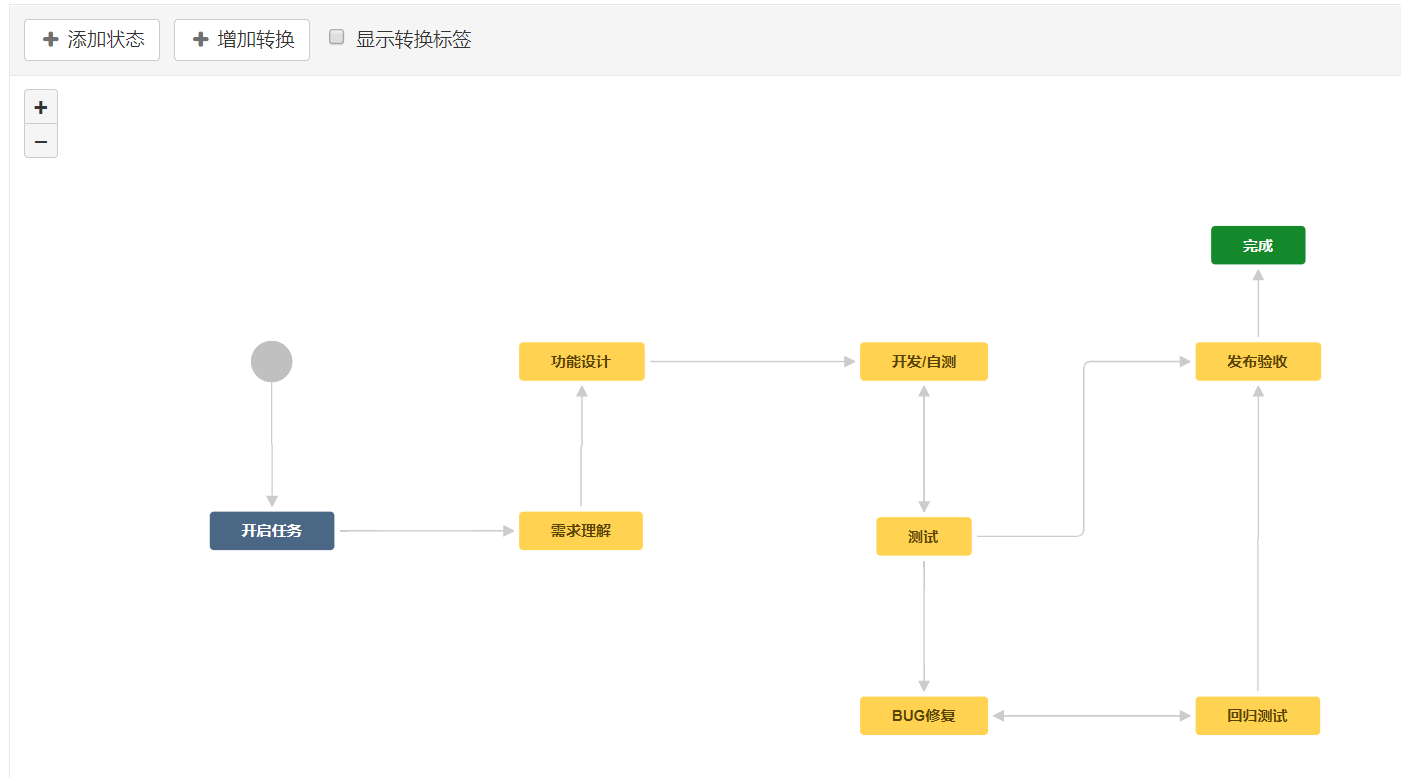 添加状态 增加转换 显示转换标签
完成
功能设计 开发/自测 发布验收
开启任务 需求理解 测试
BUG修复 回归测试